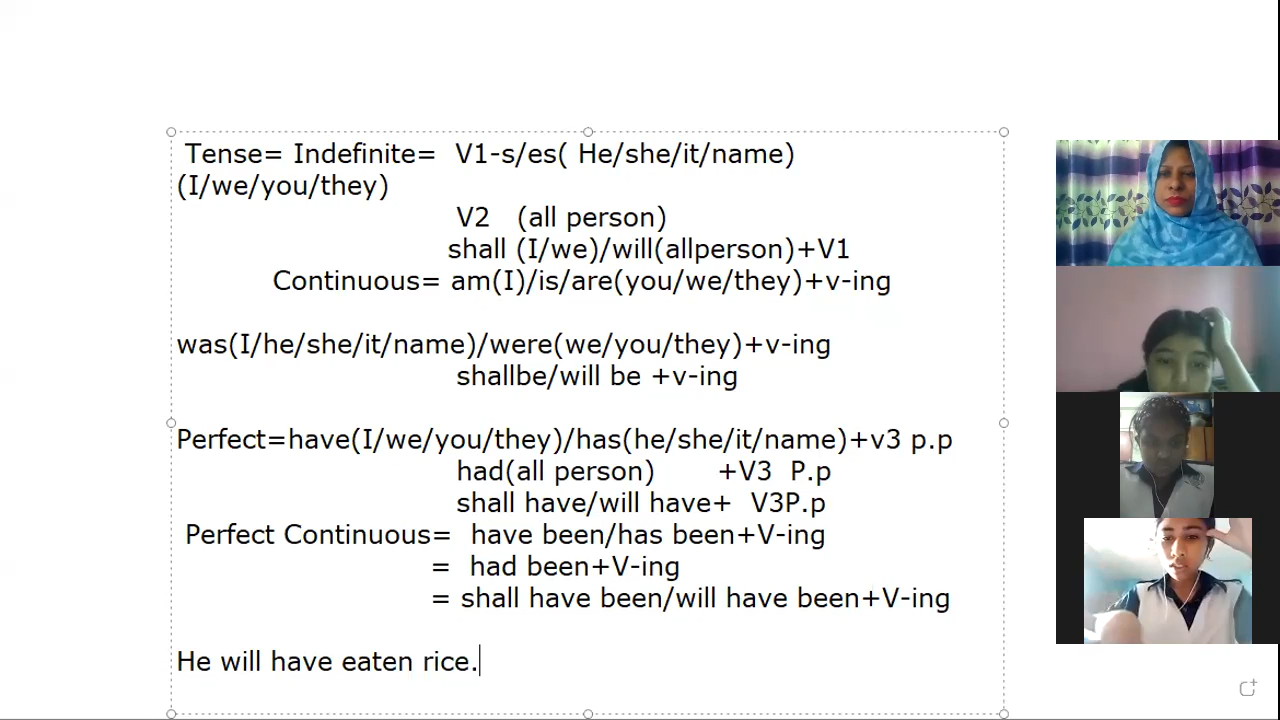 Tense= Indefinite= V1-s/es( He/she/it/name)
(I/we/you/they)
V2 (all person)
shall (I/we)/will(allperson)+V1
Continuous= am(I)/is/are(you/we/they)+v-ing
was(I/he/she/it/name)/were(we/you/they)+v-ing
shallbe/will be +v-ing
Perfect=have(I/we/you/they)/has(he/she/it/name)+v3 p.p
had(all person) +V3 P.p
shall have/will have+ V3P.p
Perfect Continuous= have been/has been+V-ing
= had been+V-ing
= shall have been/will have been+V-ing
He will have eaten rice.